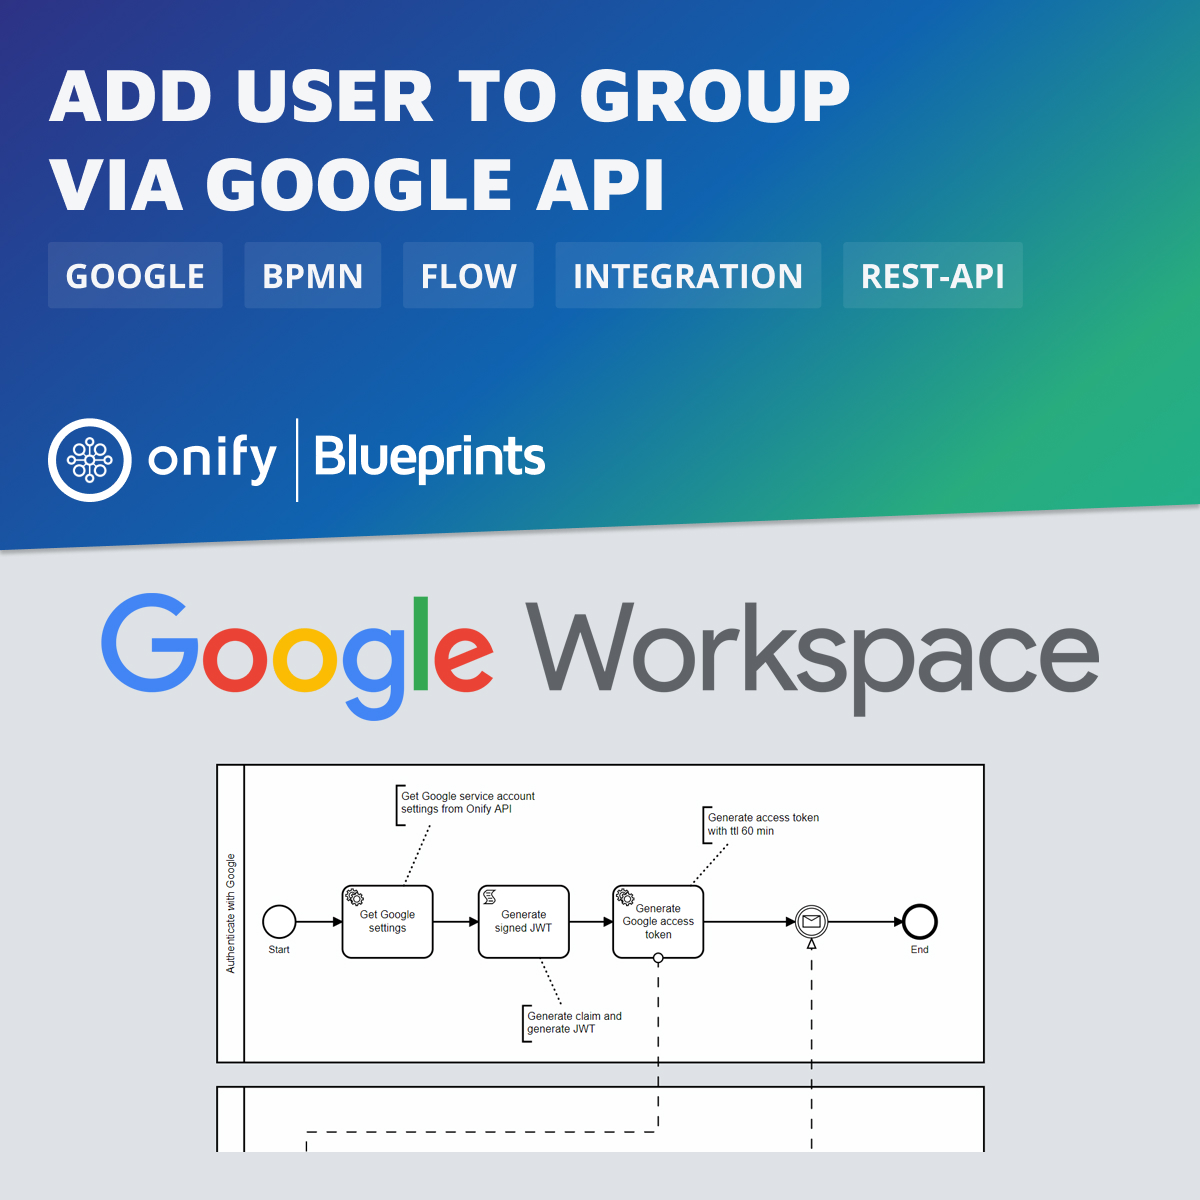 ADD USER TO GROUP
VIA GOOGLE API
GOOGLE BPMN FLOW INTEGRATION REST-API
onify Blueprints
Google Workspace
Authenticate with Google
Get Google service account
settings from Onify API
Generate access token
with ttl 60 min
Start
Get Google
settings
Generate
signed JWT
Generate
Google access
token
End
Generate claim and
generate JWT